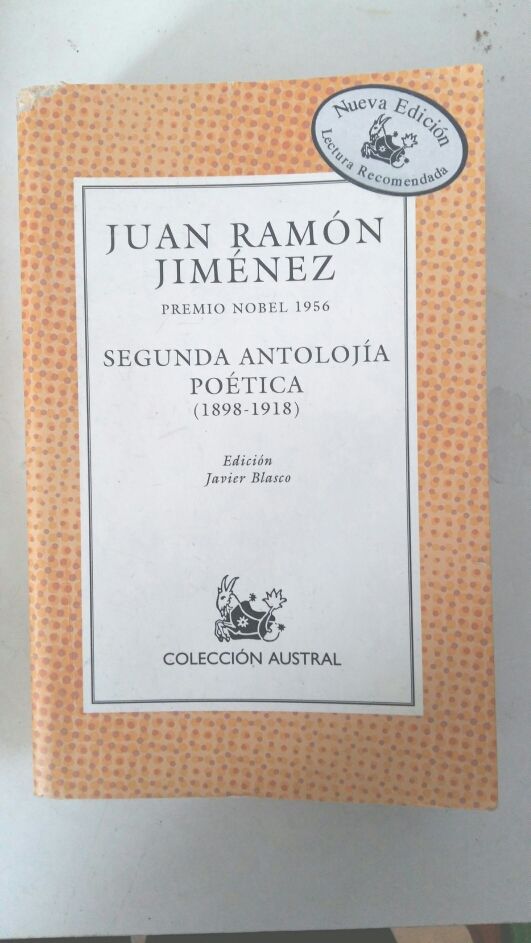 Nueva Edición
Lectura Recomendada
JUAN RAMÓN
JIMÉNEZ
PREMIO NOBEL 1956
SEGUNDA ANTOLOJÍA
POÉTICA
(1898-1918)
Edición
Javier Blasco
COLECCIÓN AUSTRAL